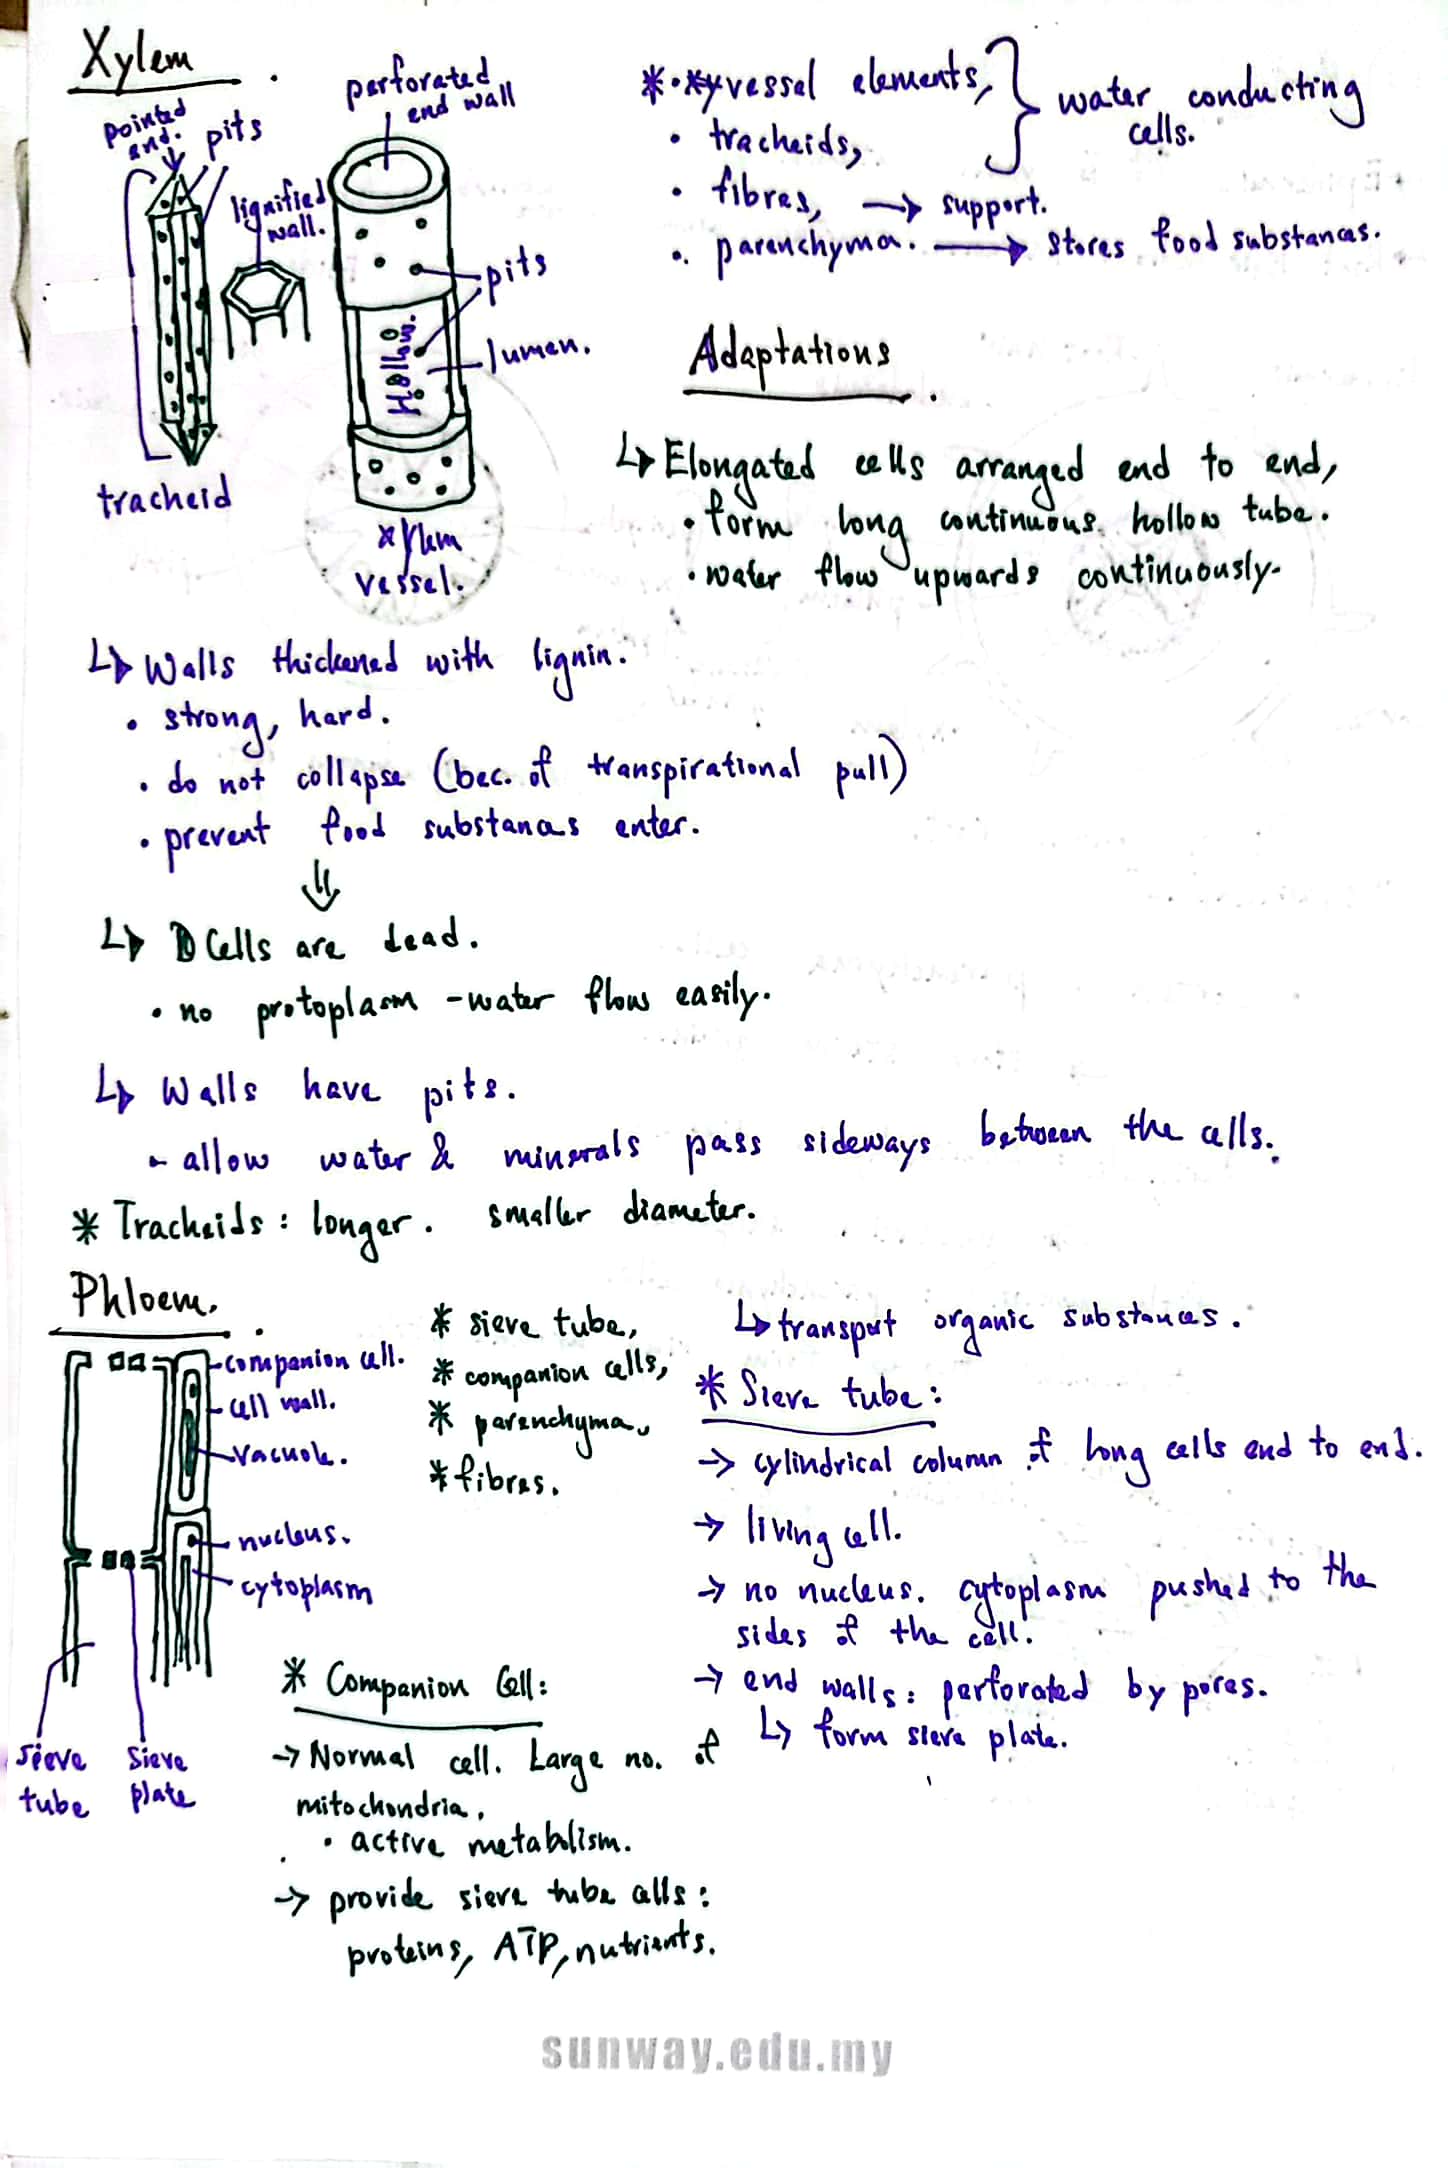 Xylem
pointed
end.
pits
lignified
wall.
tracheid
perforated
end wall
pits
lumen.
Hollow.
xylem
vessel.
* • vessel elements,
• tracheids,
water conducting
cells.
• fibres, → support.
• parenchyma. → stores food substances.
Adaptations
↳ Elongated cells arranged end to end,
• form long continuous hollow tube.
• water flow upwards continuously.
↳ Walls thickened with lignin.
• strong, hard.
• do not collapse (bec. of transpirational pull)
• prevent food substances enter.
⇓
↳ Cells are dead.
• no protoplasm - water flow easily.
↳ Walls have pits.
- allow water & minerals pass sideways between the cells.
* Tracheids: longer. smaller diameter.
Phloem.
companion cell.
cell wall.
vacuole.
nucleus.
cytoplasm
sieve
tube
sieve
plate
* sieve tube,
* companion cells,
* parenchyma,
* fibres.
↳ transport organic substances.
* Sieve tube:
→ cylindrical column of long cells end to end.
→ living cell.
→ no nucleus. cytoplasm pushed to the
sides of the cell.
→ end walls: perforated by pores.
↳ form sieve plate.
* Companion Cell:
→ Normal cell. Large no. of
mitochondria.
• active metabolism.
→ provide sieve tube cells:
proteins, ATP, nutrients.
sunway.edu.my